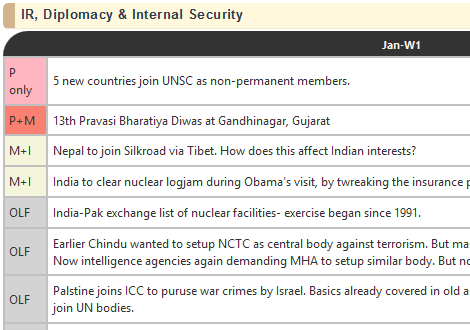 IR, Diplomacy & Internal Security
Jan-W1
P only
5 new countries join UNSC as non-permanent members.
P+M
13th Pravasi Bharatiya Diwas at Gandhinagar, Gujarat
M+I
Nepal to join Silkroad via Tibet. How does this affect Indian interests?
M+I
India to clear nuclear logjam during Obama's visit, by tweaking the insurance p
OLF
India-Pak exchange list of nuclear facilities- exercise began since 1991.
OLF
Earlier Chindu wanted to setup NCTC as central body against terrorism. But ma
Now intelligence agencies again demanding MHA to setup similar body. But no
OLF
Palstine joins ICC to puruse war crimes by Israel. Basics already covered in old a
join UN bodies.